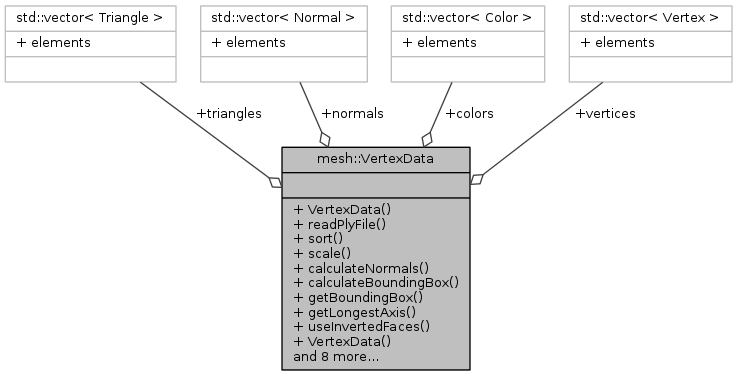 std::vector< Triangle >
+ elements
std::vector< Normal >
+ elements
std::vector< Color >
+ elements
std::vector< Vertex >
+ elements
+triangles
+normals
+colors
+vertices
mesh::VertexData
+ VertexData()
+ readPlyFile()
+ sort()
+ scale()
+ calculateNormals()
+ calculateBoundingBox()
+ getBoundingBox()
+ getLongestAxis()
+ useInvertedFaces()
+ VertexData()
and 8 more...